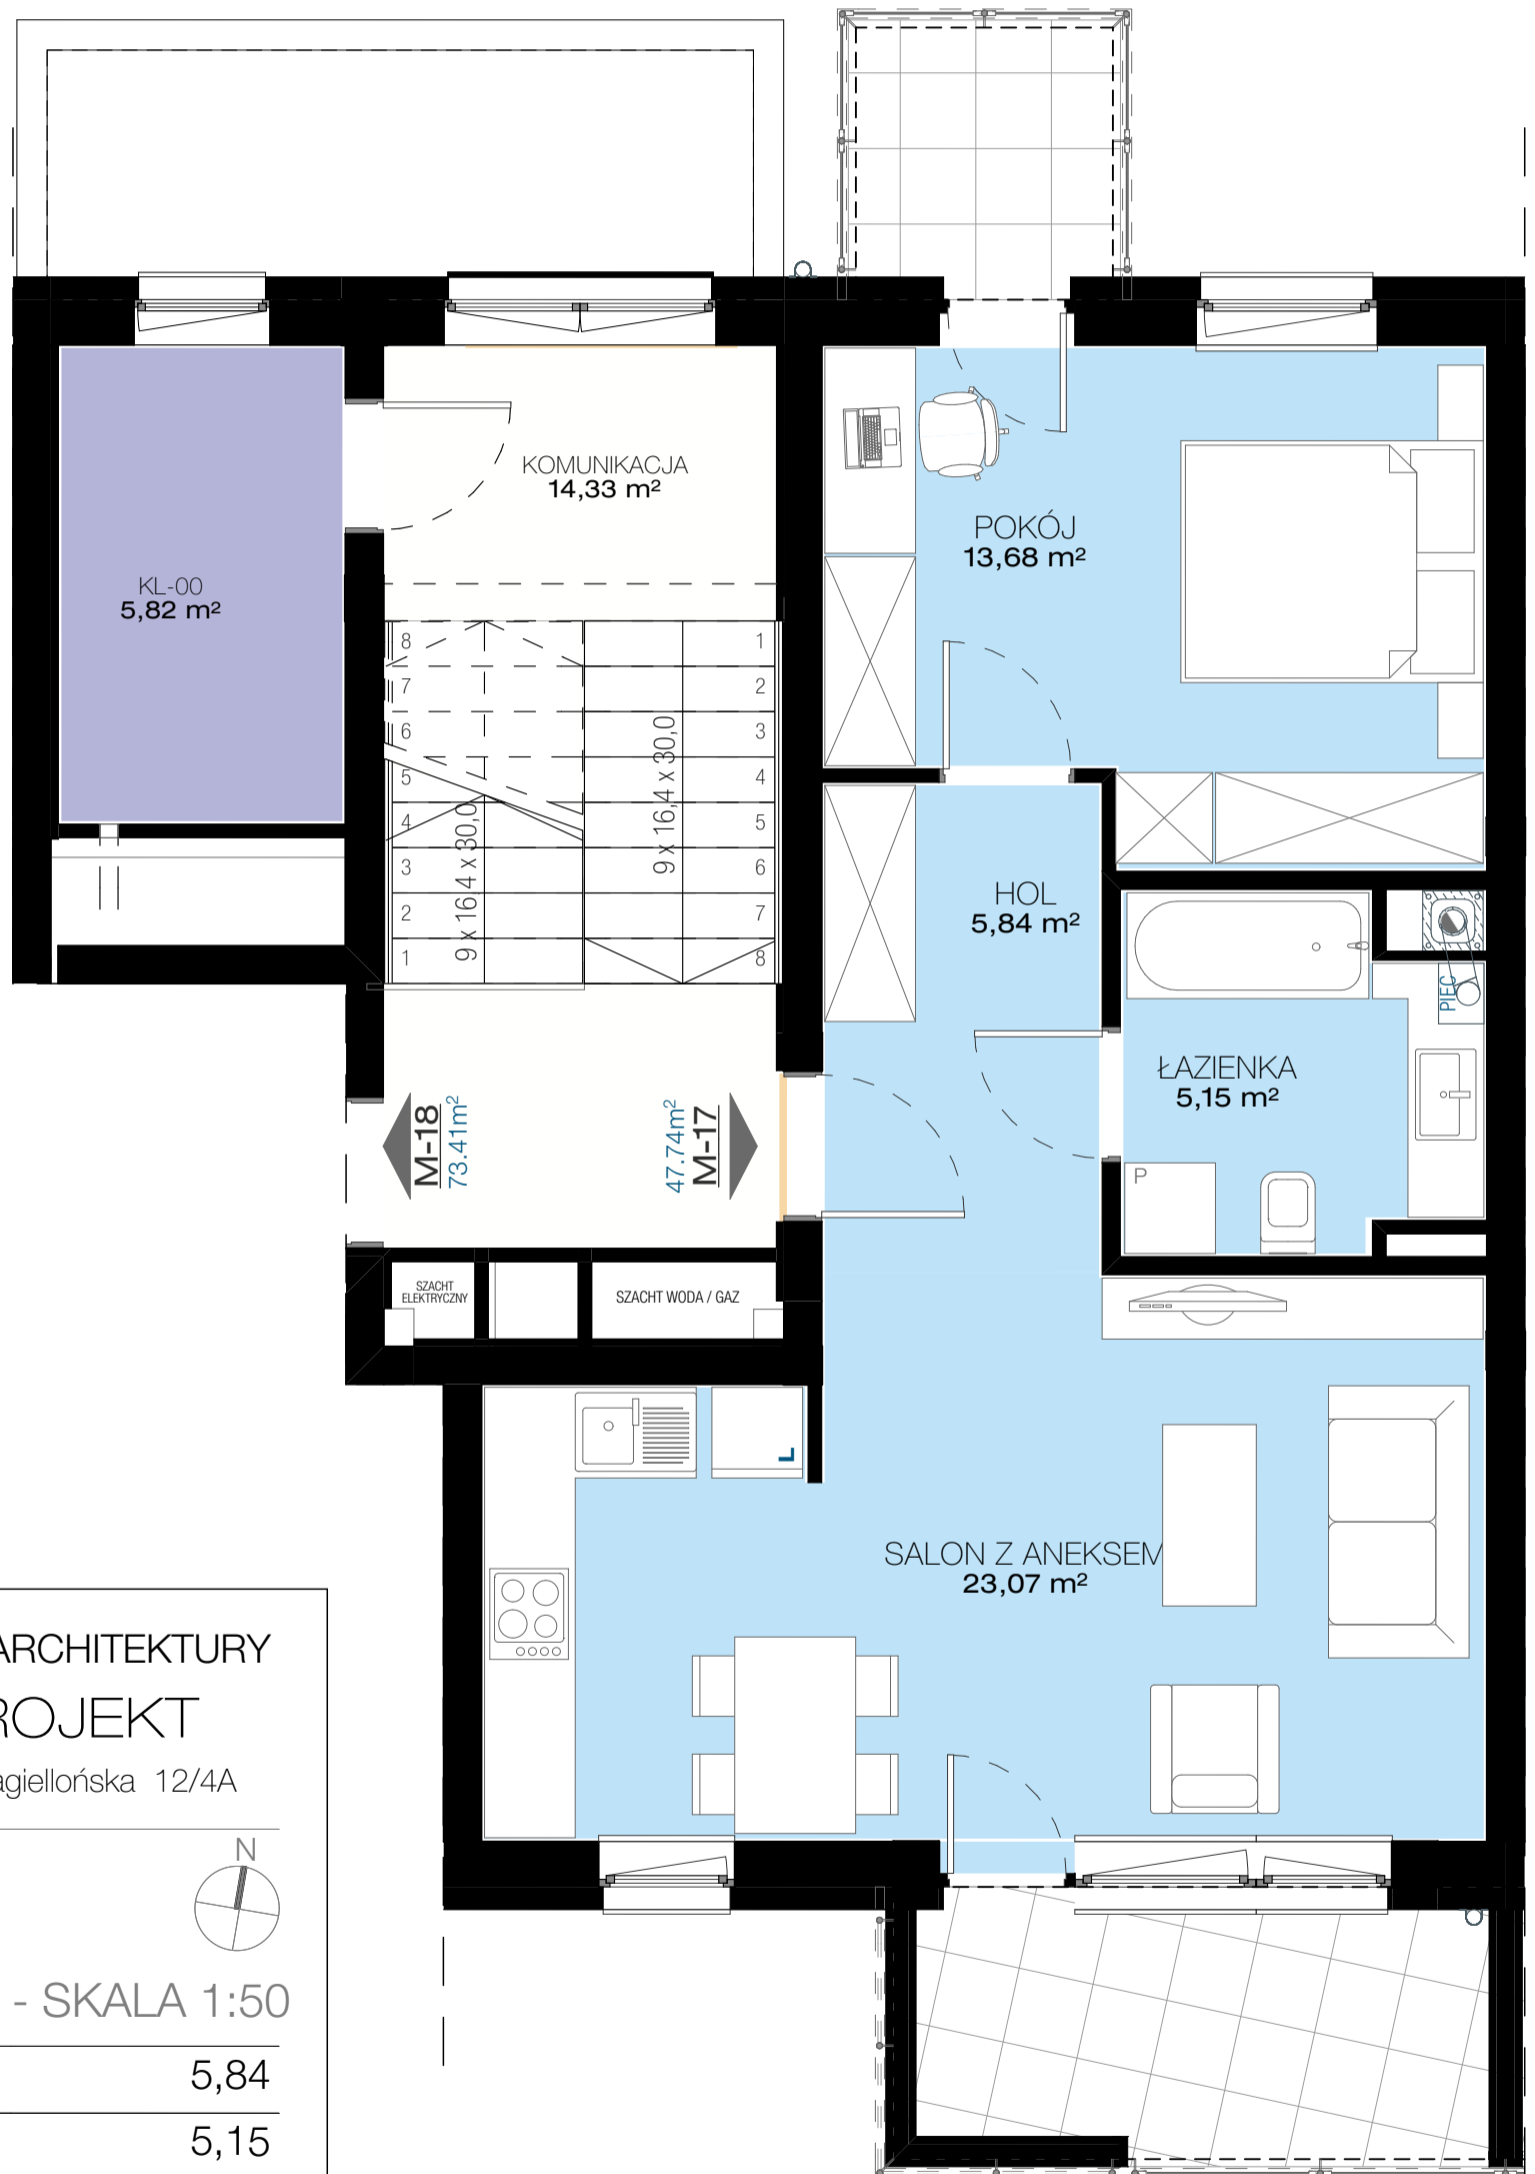 KOMUNIKACJA
14,33 m²
POKÓJ
13,68 m²
KL-00
5,82 m²
8
7
6
5
4
3
2
1
9 x 16,4 x 30,0
9 x 16,4 x 30,0
1
2
3
4
5
6
7
8
HOL
5,84 m²
PIEC
ŁAZIENKA
5,15 m²
P
M-18
73.41m²
47.74m²
M-17
SZACHT
ELEKTRYCZNY
SZACHT WODA / GAZ
L
SALON Z ANEKSEM
23,07 m²
ARCHITEKTURY
ROJEKT
agiellońska 12/4A
N
- SKALA 1:50
5,84
5,15